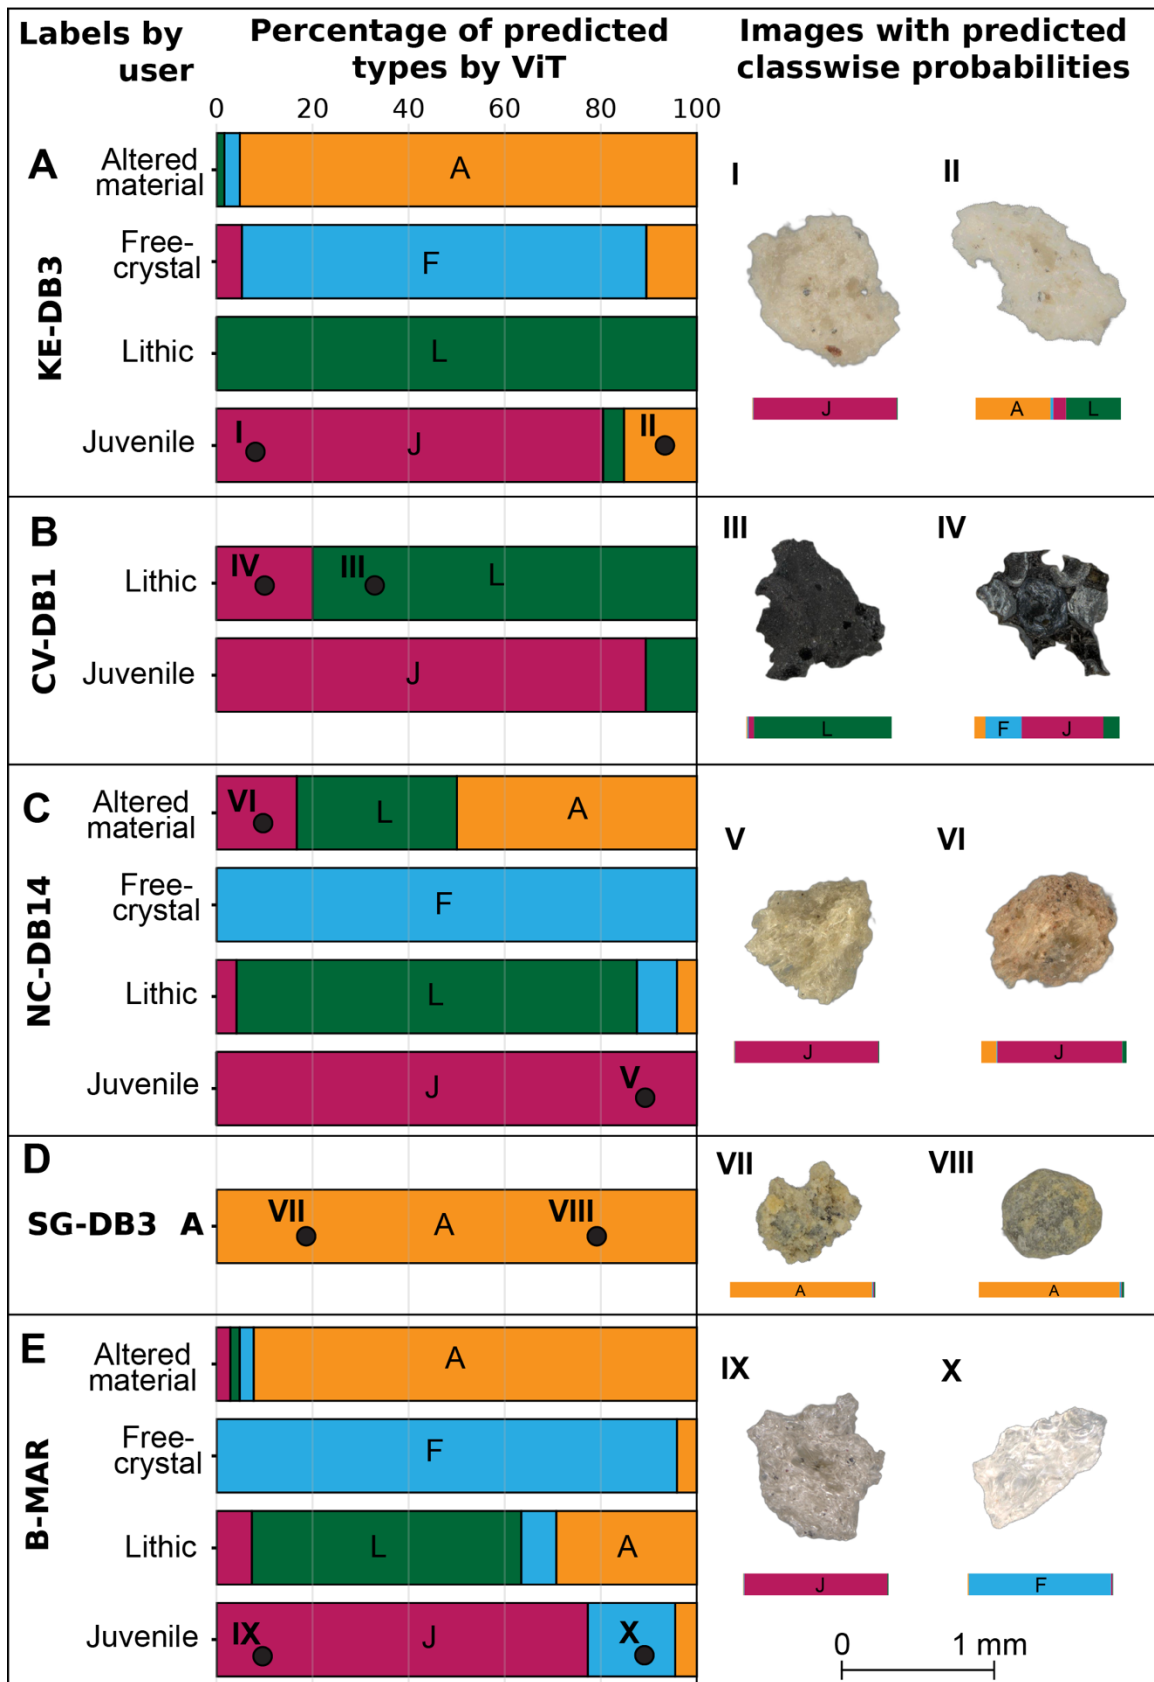 Labels by user
Percentage of predicted types by ViT
Images with predicted classwise probabilities
0 20 40 60 80 100
A
KE-DB3
Altered material
A
Free-crystal
F
Lithic
L
Juvenile
I
J
II
I
J
II
A L
B
CV-DB1
Lithic
IV
III
L
Juvenile
J
III
L
IV
F J
C
NC-DB14
Altered material
VI
L
A
Free-crystal
F
Lithic
L
Juvenile
J
V
V
J
VI
J
D
SG-DB3 A
VII
A
VIII
VII
A
VIII
A
E
B-MAR
Altered material
A
Free-crystal
F
Lithic
L
A
Juvenile
IX
J
X
IX
J
X
F
0 1 mm